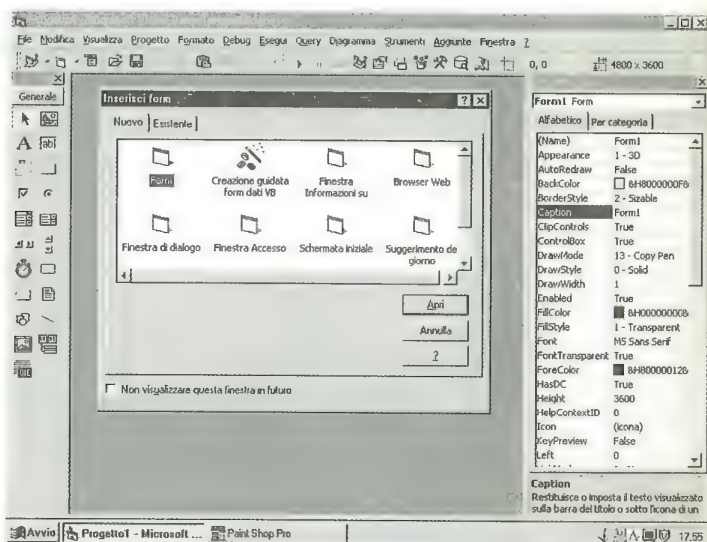 File Modifica Visualizza Progetto Formato Debug Esegui Query Diagramma Strumenti Aggiunte Finestra ?
0, 0 4800 x 3600
Generale
A ab|
Inserisci form
Nuovo Esistente
Form Creazione guidata form dati VB Finestra Informazioni su Browser Web
Finestra di dialogo Finestra Accesso Schermata iniziale Suggerimento de giorno
Apri
Annulla
?
Non visualizzare questa finestra in futuro
Form1 Form
Alfabetico Per categoria
(Name) Form1
Appearance 1 - 3D
AutoRedraw False
BackColor &H8000000F&
BorderStyle 2 - Sizable
Caption Form1
ClipControls True
ControlBox True
DrawMode 13 - Copy Pen
DrawStyle 0 - Solid
DrawWidth 1
Enabled True
FillColor &H00000000&
FillStyle 1 - Transparent
Font MS Sans Serif
FontTransparent True
ForeColor &H80000012&
HasDC True
Height 3600
HelpContextID 0
Icon (icona)
KeyPreview False
Left 0
Caption
Restituisce o imposta il testo visualizzato
sulla barra del titolo o sotto l'icona di un
Avvio Progetto1 - Microsoft ... Paint Shop Pro 17.55